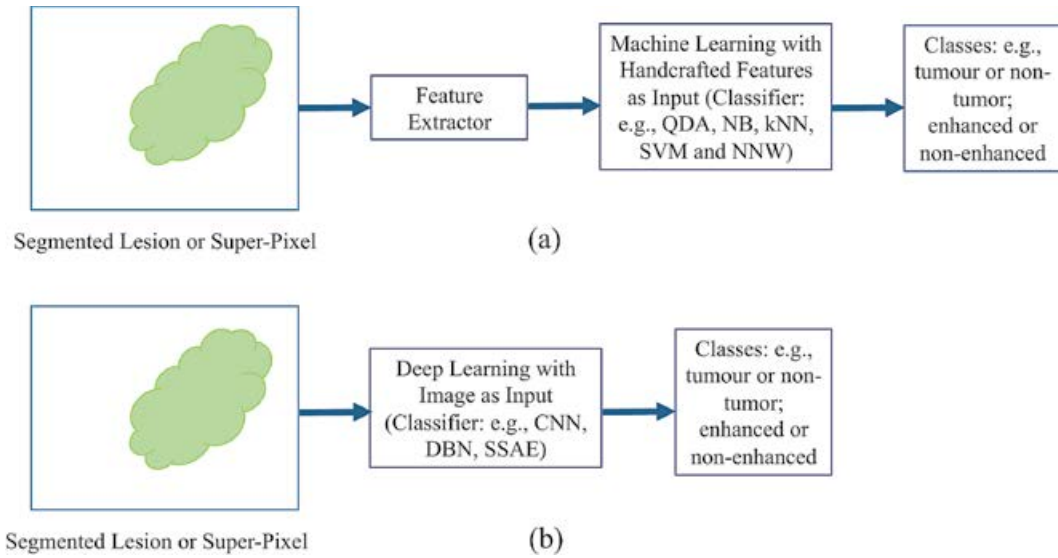 Feature
Extractor
Machine Learning with
Handcrafted Features
as Input (Classifier:
e.g., QDA, NB, kNN,
SVM and NNW)
Classes: e.g.,
tumour or non-
tumor;
enhanced or
non-enhanced
Segmented Lesion or Super-Pixel
(a)
Deep Learning with
Image as Input
(Classifier: e.g., CNN,
DBN, SSAE)
Classes: e.g.,
tumour or non-
tumor;
enhanced or
non-enhanced
Segmented Lesion or Super-Pixel
(b)